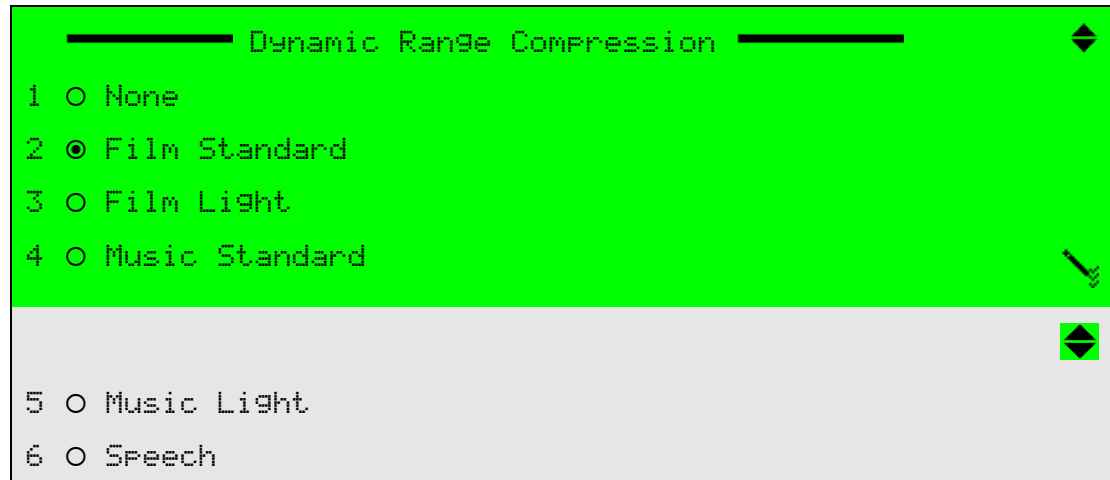 Dynamic Range Compression
1 ○ None
2 ◉ Film Standard
3 ○ Film Light
4 ○ Music Standard
5 ○ Music Light
6 ○ Speech